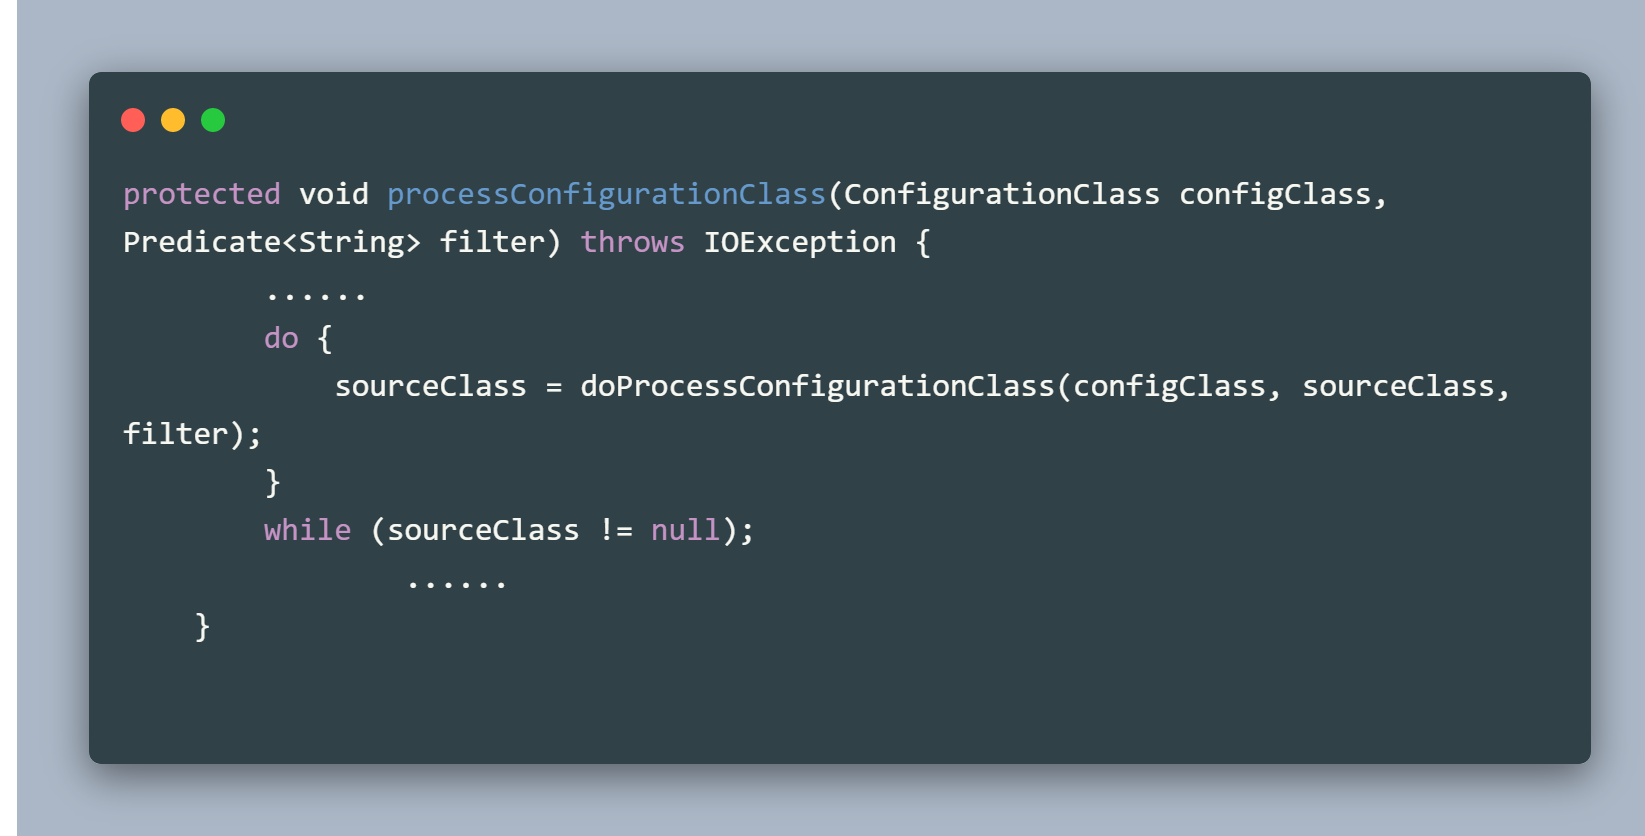 protected void processConfigurationClass(ConfigurationClass configClass,
Predicate<String> filter) throws IOException {
        ......
        do {
            sourceClass = doProcessConfigurationClass(configClass, sourceClass,
filter);
        }
        while (sourceClass != null);
                ......
    }